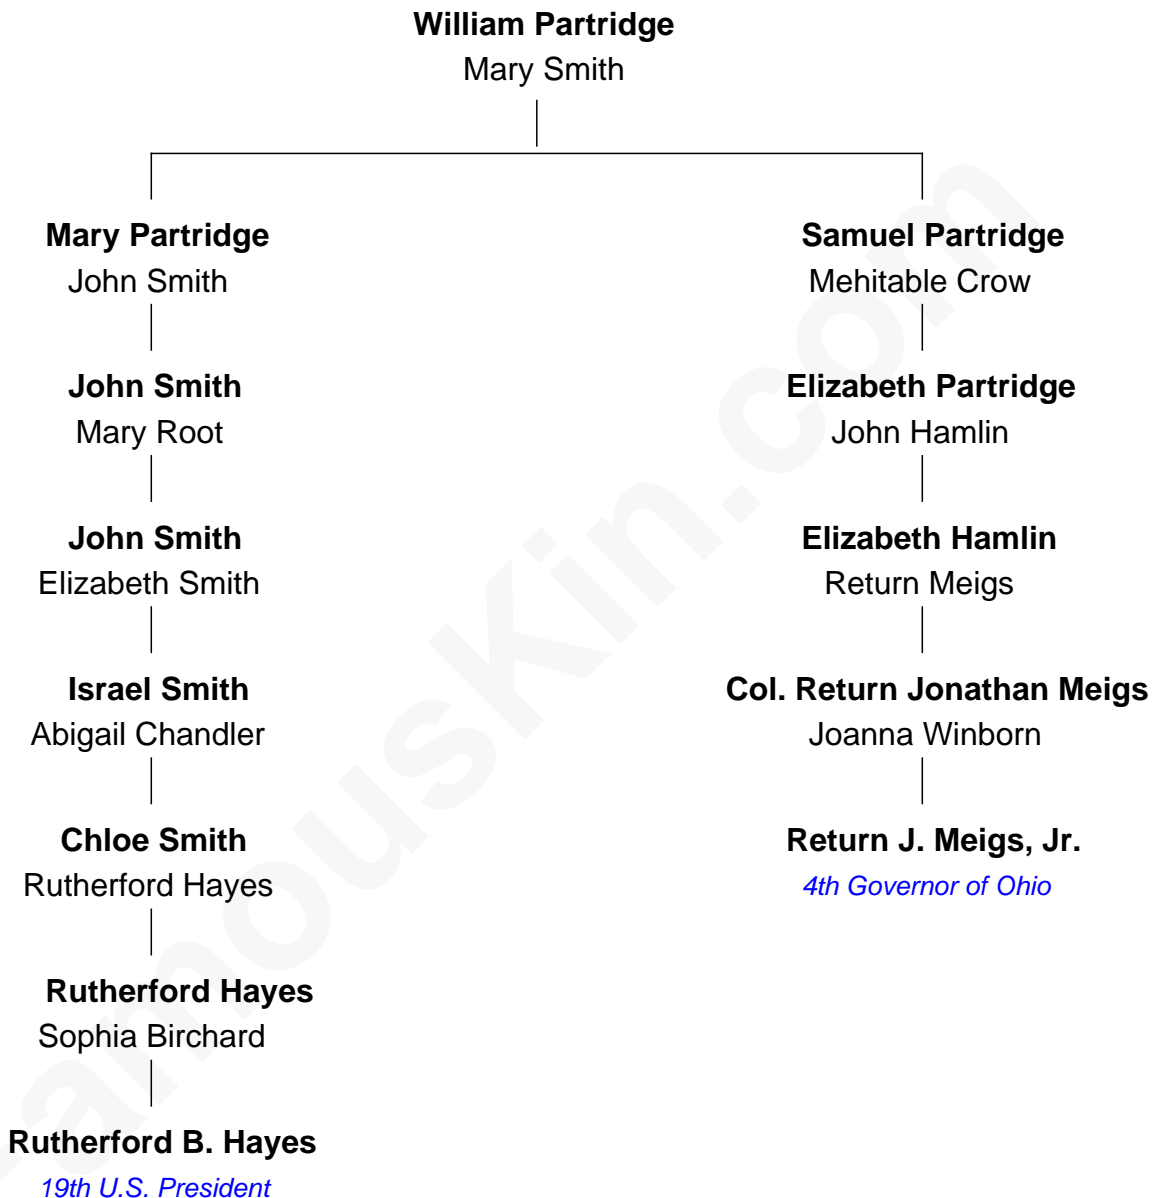 William Partridge
Mary Smith
Mary Partridge
John Smith
Samuel Partridge
Mehitable Crow
John Smith
Mary Root
Elizabeth Partridge
John Hamlin
John Smith
Elizabeth Smith
Elizabeth Hamlin
Return Meigs
Israel Smith
Abigail Chandler
Col. Return Jonathan Meigs
Joanna Winborn
Chloe Smith
Rutherford Hayes
Return J. Meigs, Jr.
4th Governor of Ohio
Rutherford Hayes
Sophia Birchard
Rutherford B. Hayes
19th U.S. President
FamousKin.com